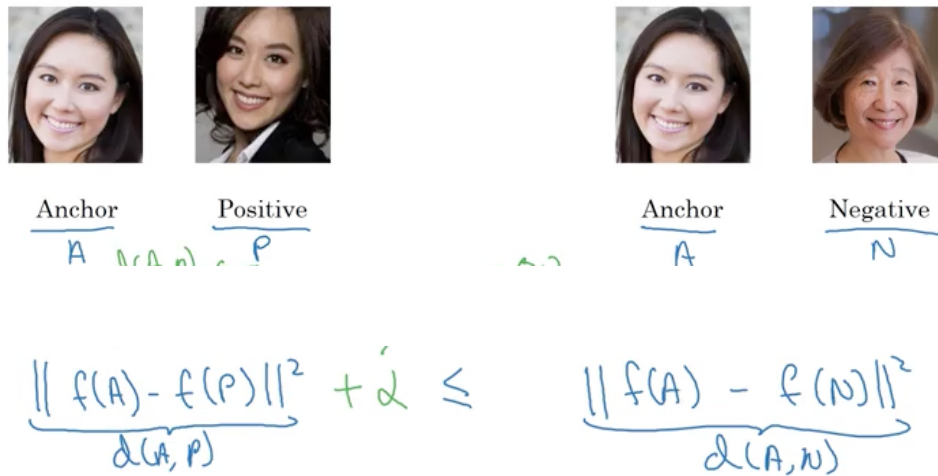 Anchor Positive Anchor Negative
A P A N
‖ f(A) - f(P) ‖² + α ≤ ‖ f(A) - f(N) ‖²
d(A, P) d(A, N)